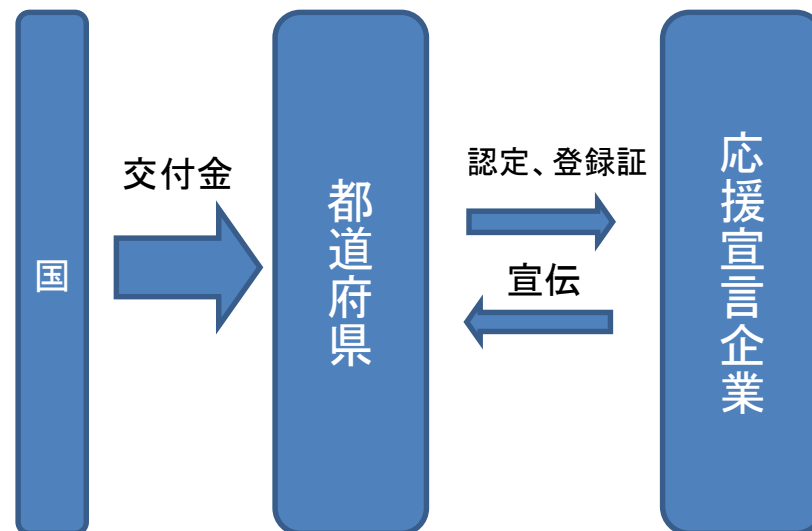 国
交付金
都道府県
認定、登録証
宣伝
応援宣言企業